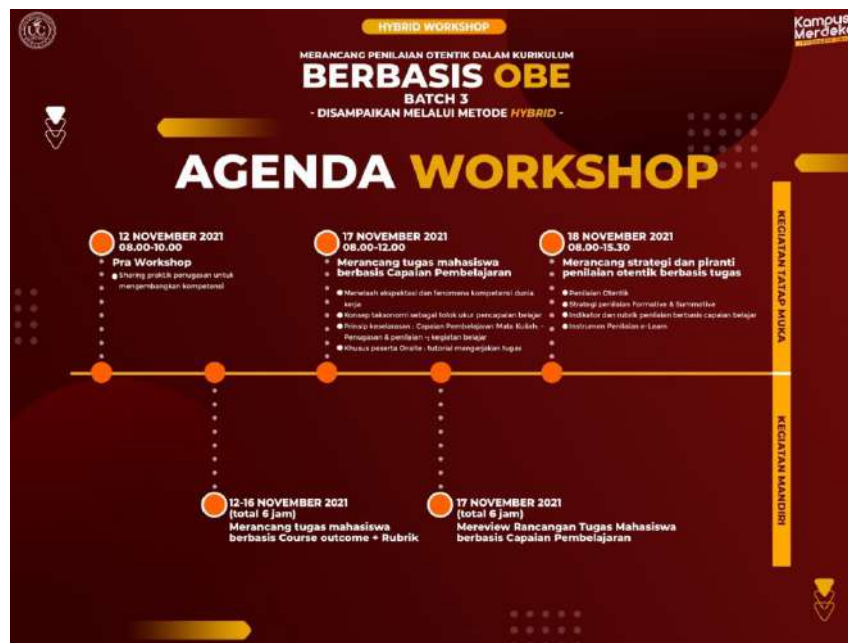 UC
HYBRID WORKSHOP
Kampus
Merdeka
MERANCANG PENILAIAN OTENTIK DALAM KURIKULUM
BERBASIS OBE
BATCH 3
- DISAMPAIKAN MELALUI METODE HYBRID -
AGENDA WORKSHOP
12 NOVEMBER 2021
08.00-10.00
Pra Workshop
Sharing praktik penugasan untuk
mengembangkan kompetensi
17 NOVEMBER 2021
08.00-12.00
Merancang tugas mahasiswa
berbasis Capaian Pembelajaran
Menelaah ekspektasi dan fenomena kompetensi dunia
kerja
Konsep taksonomi sebagai tolok ukur pencapaian belajar
Prinsip keselarasan : Capaian Pembelajaran Mata Kuliah -
Penugasan & penilaian -; kegiatan belajar
Khusus peserta Onsite : tutorial mengerjakan tugas
18 NOVEMBER 2021
08.00-15.30
Merancang strategi dan piranti
penilaian otentik berbasis tugas
Penilaian Otentik
Strategi penilaian Formative & Summative
Indikator dan rubrik penilaian berbasis capaian belajar
Instrumen Penilaian e-Learn
KEGIATAN TATAP MUKA
12-16 NOVEMBER 2021
(total 6 jam)
Merancang tugas mahasiswa
berbasis Course outcome + Rubrik
17 NOVEMBER 2021
(total 6 jam)
Mereview Rancangan Tugas Mahasiswa
berbasis Capaian Pembelajaran
KEGIATAN MANDIRI